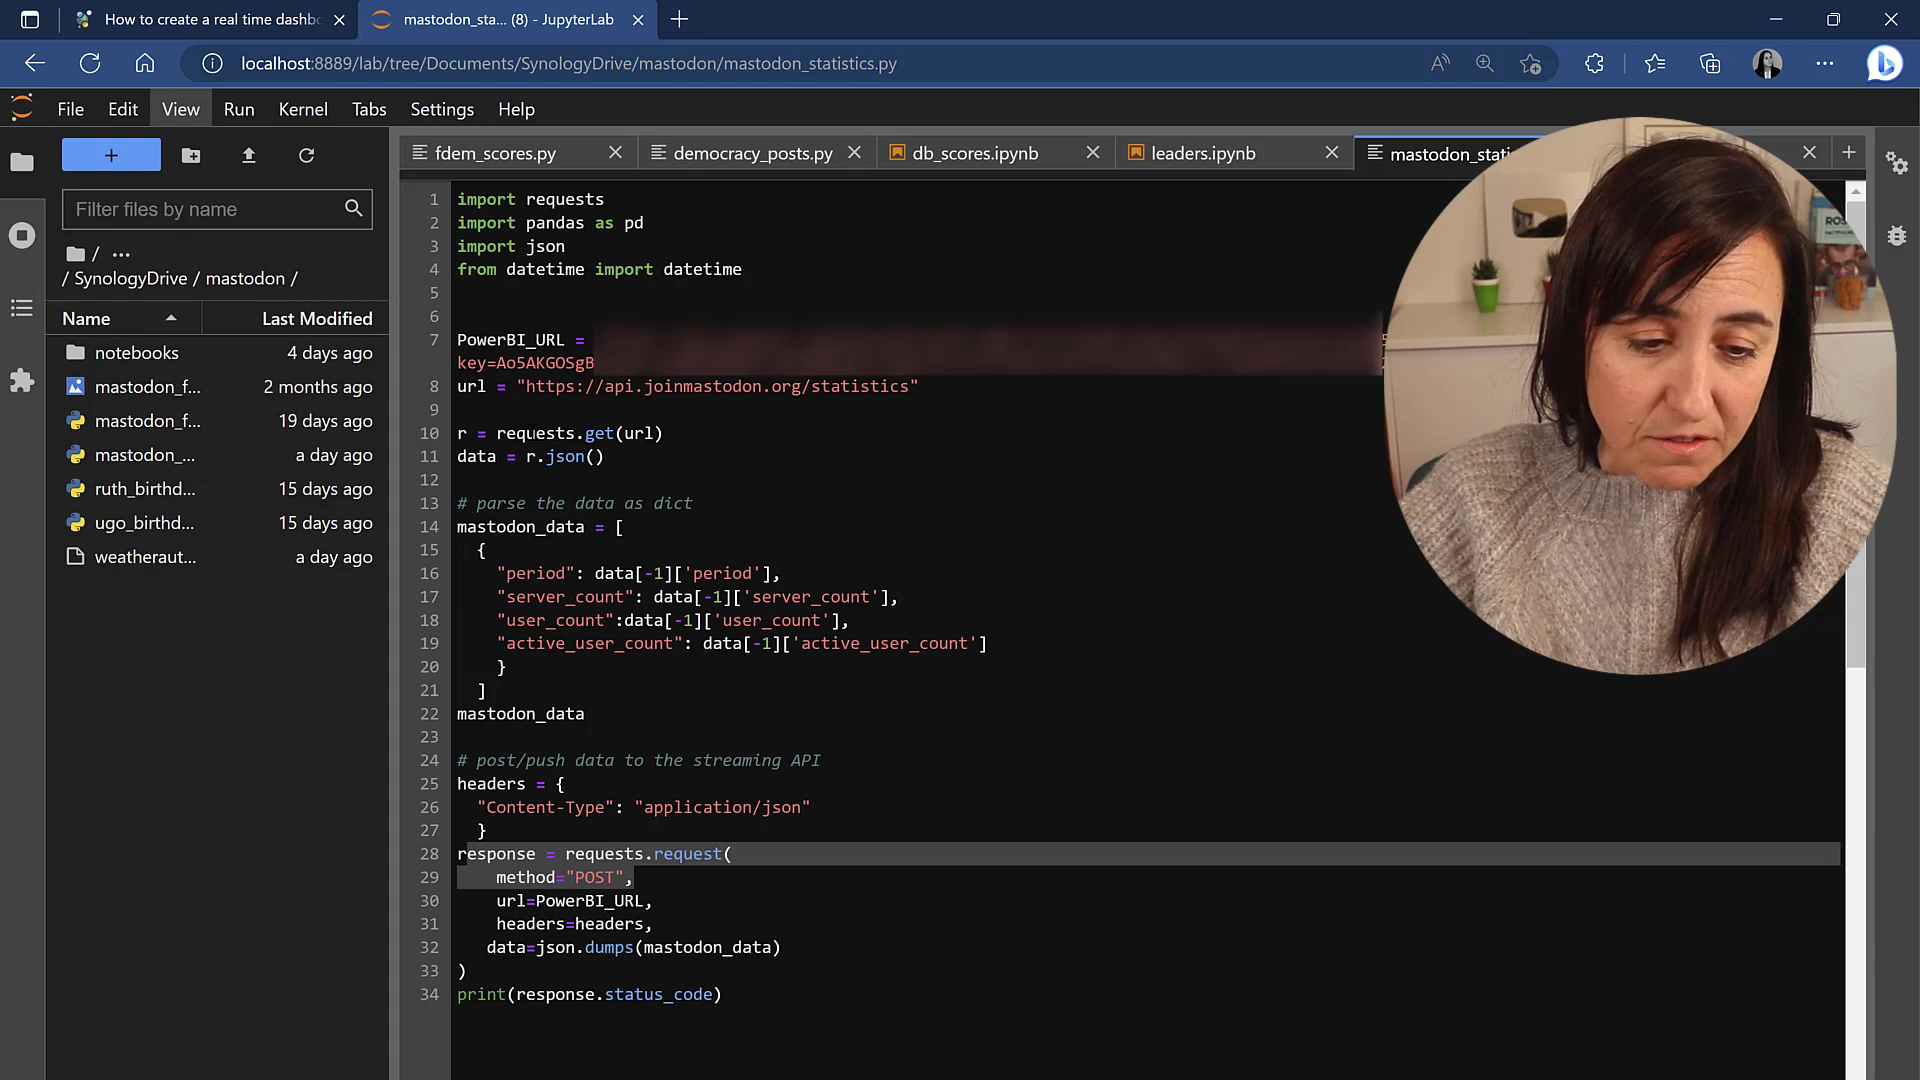 How to create a real time dashbo
mastodon_sta... (8) - JupyterLab
localhost:8889/lab/tree/Documents/SynologyDrive/mastodon/mastodon_statistics.py
File Edit View Run Kernel Tabs Settings Help
fdem_scores.py
democracy_posts.py
db_scores.ipynb
leaders.ipynb
mastodon_stati
Filter files by name
/ ...
/ SynologyDrive / mastodon /
Name Last Modified
notebooks 4 days ago
mastodon_f... 2 months ago
mastodon_f... 19 days ago
mastodon_... a day ago
ruth_birthd... 15 days ago
ugo_birthd... 15 days ago
weatheraut... a day ago
1 import requests
2 import pandas as pd
3 import json
4 from datetime import datetime
5
6
7 PowerBI_URL =
key=Ao5AKGOSgB
8 url = "https://api.joinmastodon.org/statistics"
9
10 r = requests.get(url)
11 data = r.json()
12
13 # parse the data as dict
14 mastodon_data = [
15 {
16 "period": data[-1]['period'],
17 "server_count": data[-1]['server_count'],
18 "user_count":data[-1]['user_count'],
19 "active_user_count": data[-1]['active_user_count']
20 }
21 ]
22 mastodon_data
23
24 # post/push data to the streaming API
25 headers = {
26 "Content-Type": "application/json"
27 }
28 response = requests.request(
29 method="POST",
30 url=PowerBI_URL,
31 headers=headers,
32 data=json.dumps(mastodon_data)
33 )
34 print(response.status_code)